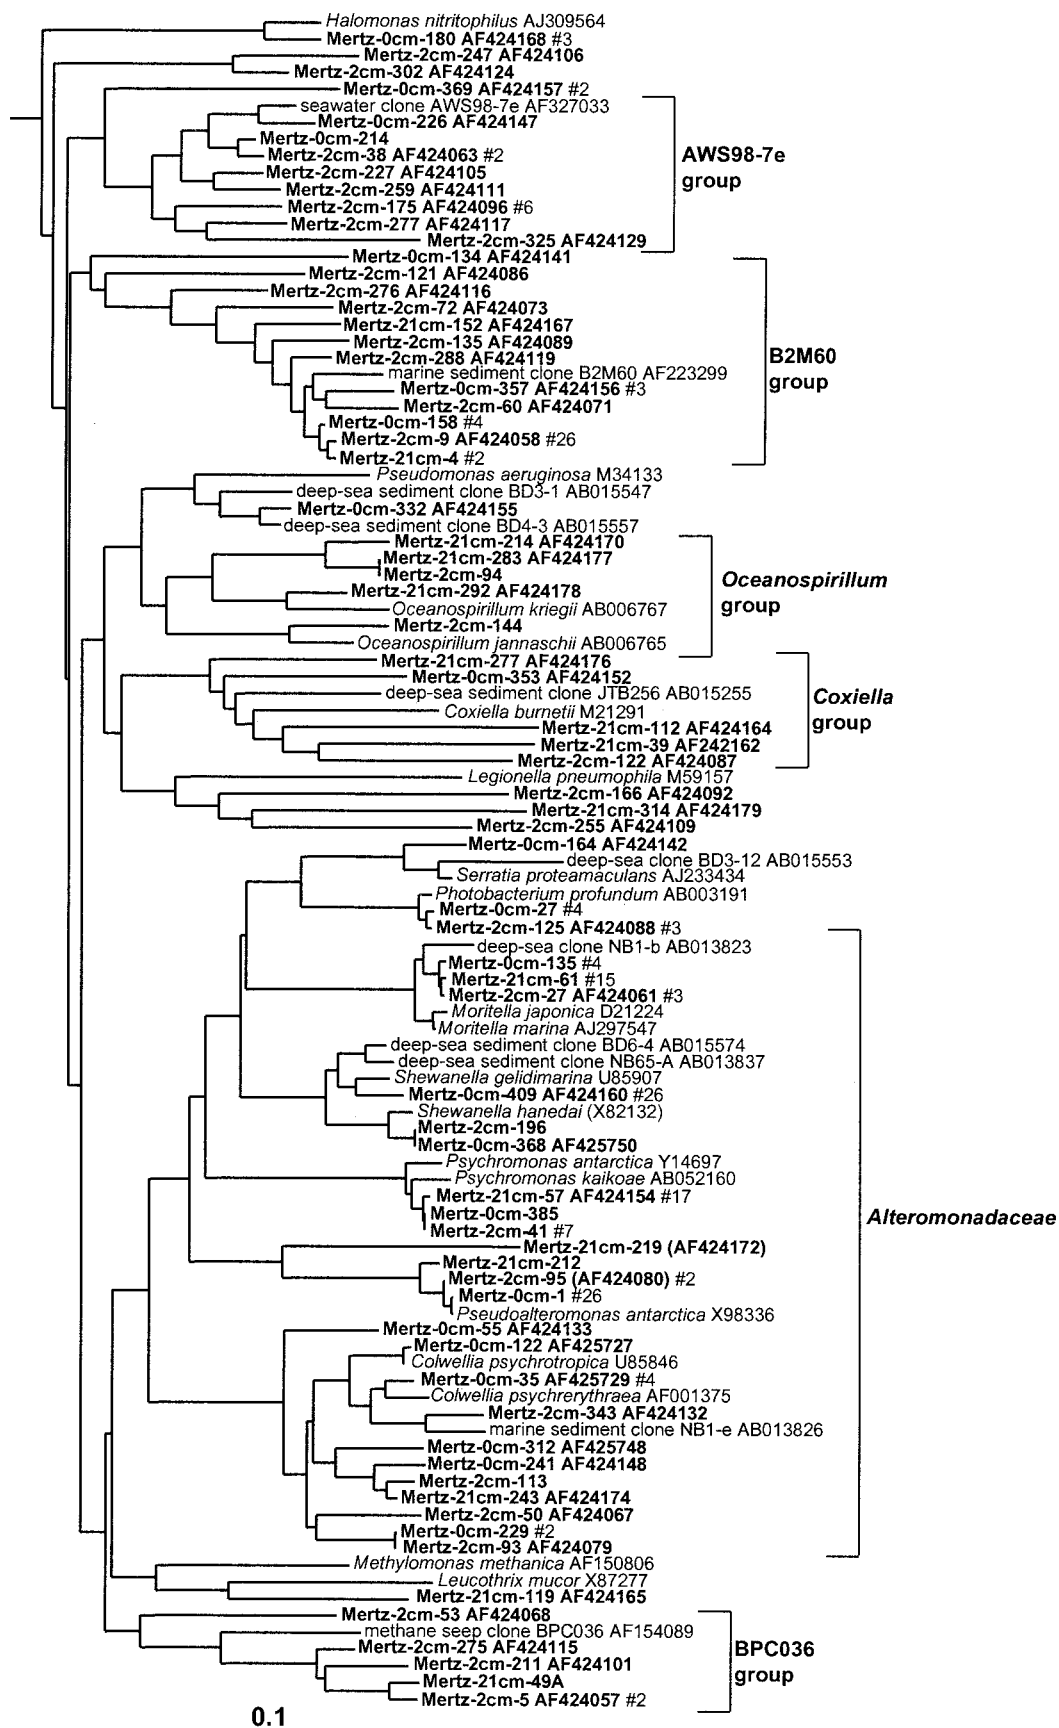 Halomonas nitritophilus AJ309564
Mertz-0cm-180 AF424168 #3
Mertz-2cm-247 AF424106
Mertz-2cm-302 AF424124
Mertz-0cm-369 AF424157 #2
seawater clone AWS98-7e AF327033
Mertz-0cm-226 AF424147
Mertz-0cm-214
Mertz-2cm-38 AF424063 #2
AWS98-7e
Mertz-2cm-227 AF424105
group
Mertz-2cm-259 AF424111
Mertz-2cm-175 AF424096 #6
Mertz-2cm-277 AF424117
Mertz-2cm-325 AF424129
Mertz-0cm-134 AF424141
Mertz-2cm-121 AF424086
Mertz-2cm-276 AF424116
Mertz-2cm-72 AF424073
Mertz-21cm-152 AF424167
Mertz-2cm-135 AF424089
Mertz-2cm-288 AF424119
B2M60
marine sediment clone B2M60 AF223299
group
Mertz-0cm-357 AF424156 #3
Mertz-2cm-60 AF424071
Mertz-0cm-158 #4
Mertz-2cm-9 AF424058 #26
Mertz-21cm-4 #2
Pseudomonas aeruginosa M34133
deep-sea sediment clone BD3-1 AB015547
Mertz-0cm-332 AF424155
deep-sea sediment clone BD4-3 AB015557
Mertz-21cm-214 AF424170
Mertz-21cm-283 AF424177
Mertz-2cm-94
Oceanospirillum
Mertz-21cm-292 AF424178
group
Oceanospirillum kriegii AB006767
Mertz-2cm-144
Oceanospirillum jannaschii AB006765
Mertz-21cm-277 AF424176
Mertz-0cm-353 AF424152
deep-sea sediment clone JTB256 AB015255
Coxiella
Coxiella burnetii M21291
group
Mertz-21cm-112 AF424164
Mertz-21cm-39 AF242162
Mertz-2cm-122 AF424087
Legionella pneumophila M59157
Mertz-2cm-166 AF424092
Mertz-21cm-314 AF424179
Mertz-2cm-255 AF424109
Mertz-0cm-164 AF424142
deep-sea clone BD3-12 AB015553
Serratia proteamaculans AJ233434
Photobacterium profundum AB003191
Mertz-0cm-27 #4
Mertz-2cm-125 AF424088 #3
deep-sea clone NB1-b AB013823
Mertz-0cm-135 #4
Mertz-21cm-61 #15
Mertz-2cm-27 AF424061 #3
Moritella japonica D21224
Moritella marina AJ297547
deep-sea sediment clone BD6-4 AB015574
deep-sea sediment clone NB65-A AB013837
Shewanella gelidimarina U85907
Mertz-0cm-409 AF424160 #26
Shewanella hanedai (X82132)
Mertz-2cm-196
Mertz-0cm-368 AF425750
Psychromonas antarctica Y14697
Psychromonas kaikoae AB052160
Mertz-21cm-57 AF424154 #17
Mertz-0cm-385
Alteromonadaceae
Mertz-2cm-41 #7
Mertz-21cm-219 (AF424172)
Mertz-21cm-212
Mertz-2cm-95 (AF424080) #2
Mertz-0cm-1 #26
Pseudoalteromonas antarctica X98336
Mertz-0cm-55 AF424133
Mertz-0cm-122 AF425727
Colwellia psychrotropica U85846
Mertz-0cm-35 AF425729 #4
Colwellia psychrerythraea AF001375
Mertz-2cm-343 AF424132
marine sediment clone NB1-e AB013826
Mertz-0cm-312 AF425748
Mertz-0cm-241 AF424148
Mertz-2cm-113
Mertz-21cm-243 AF424174
Mertz-2cm-50 AF424067
Mertz-0cm-229 #2
Mertz-2cm-93 AF424079
Methylomonas methanica AF150806
Leucothrix mucor X87277
Mertz-21cm-119 AF424165
Mertz-2cm-53 AF424068
methane seep clone BPC036 AF154089
Mertz-2cm-275 AF424115
BPC036
Mertz-2cm-211 AF424101
group
Mertz-21cm-49A
Mertz-2cm-5 AF424057 #2
0.1